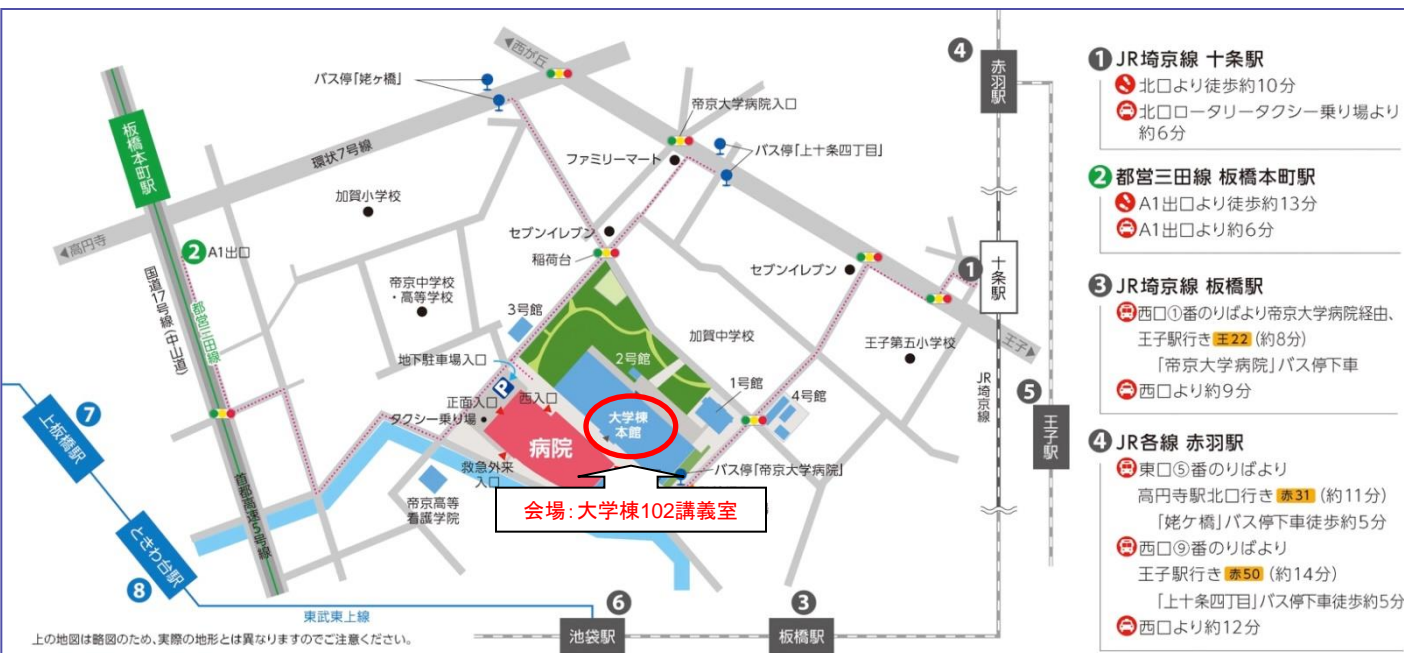 ◀西が丘
バス停「姥ヶ橋」
帝京大学病院入口
板橋本町駅
環状7号線
ファミリーマート
バス停「上十条四丁目」
加賀小学校
◀高円寺
❷ A1出口
セブンイレブン
稲荷台
セブンイレブン
❶
十条駅
❹
赤羽駅
国道17号線(中山道)
都営三田線
帝京中学校
・高等学校
3号館
加賀中学校
王子第五小学校
王子▶
地下駐車場入口
2号館
1号館
4号館
JR埼京線
❺
王子駅
P
正面入口
西入口
タクシー乗り場
大学棟
本館
病院
救急外来
入口
バス停「帝京大学病院」
帝京高等
看護学院
会場：大学棟102講義室
首都高速5号線
❼
上板橋駅
ときわ台駅
❽
東武東上線
❻
池袋駅
❸
板橋駅
上の地図は略図のため、実際の地形とは異なりますのでご注意ください。
❶ JR埼京線 十条駅
北口より徒歩約10分
北口ロータリータクシー乗り場より
約6分
❷ 都営三田線 板橋本町駅
A1出口より徒歩約13分
A1出口より約6分
❸ JR埼京線 板橋駅
西口①番のりばより帝京大学病院経由、
王子駅行き 王22 (約8分)
「帝京大学病院」バス停下車
西口より約9分
❹ JR各線 赤羽駅
東口⑤番のりばより
高円寺駅北口行き 赤31 (約11分)
「姥ケ橋」バス停下車徒歩約5分
西口⑨番のりばより
王子駅行き 赤50 (約14分)
「上十条四丁目」バス停下車徒歩約5分
西口より約12分